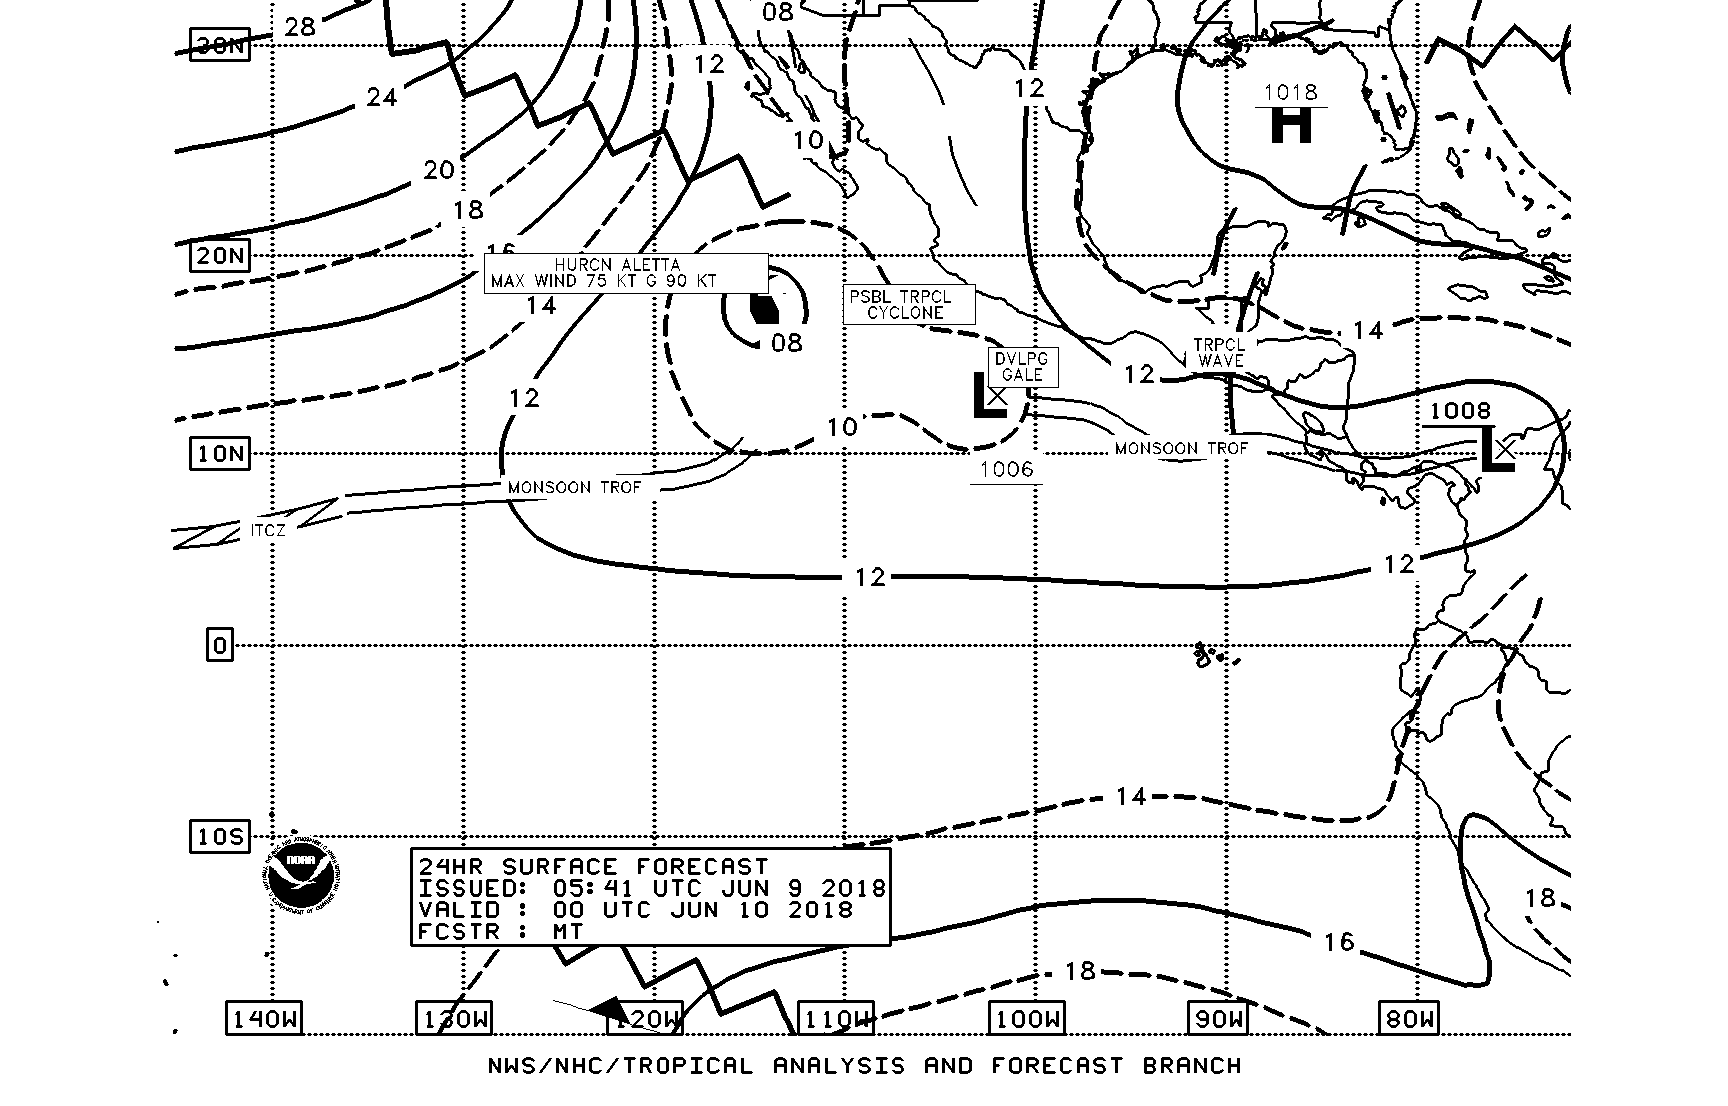 08
28
30N
12
12
24
1018
H
10
20
18
16
20N
HURCN ALETTA
MAX WIND 75 KT G 90 KT
14
PSBL TRPCL
CYCLONE
14
08
TRPCL
WAVE
DVLPG
GALE
12
12
L
1008
10
L
10N
MONSOON TROF
1006
MONSOON TROF
ITCZ
12
12
0
14
10S
NOAA
24HR SURFACE FORECAST
ISSUED: 05:41 UTC JUN 9 2018
VALID : 00 UTC JUN 10 2018
FCSTR : MT
18
16
18
140W
130W
120W
110W
100W
90W
80W
NWS/NHC/TROPICAL ANALYSIS AND FORECAST BRANCH